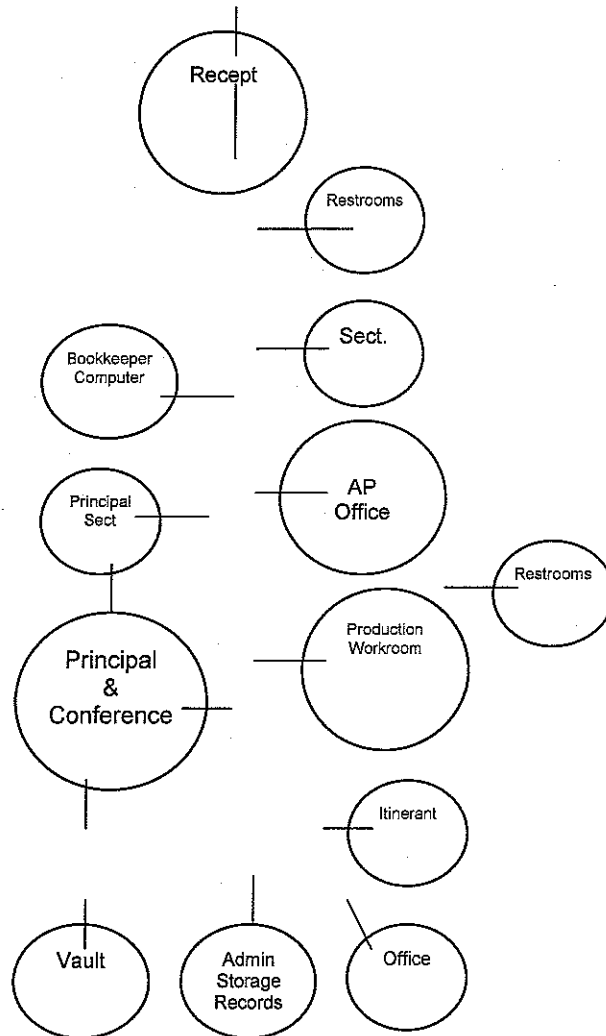 Recept
Restrooms
Sect.
Bookkeeper
Computer
AP
Office
Principal
Sect
Restrooms
Production
Workroom
Principal
&
Conference
Itinerant
Vault
Admin
Storage
Records
Office